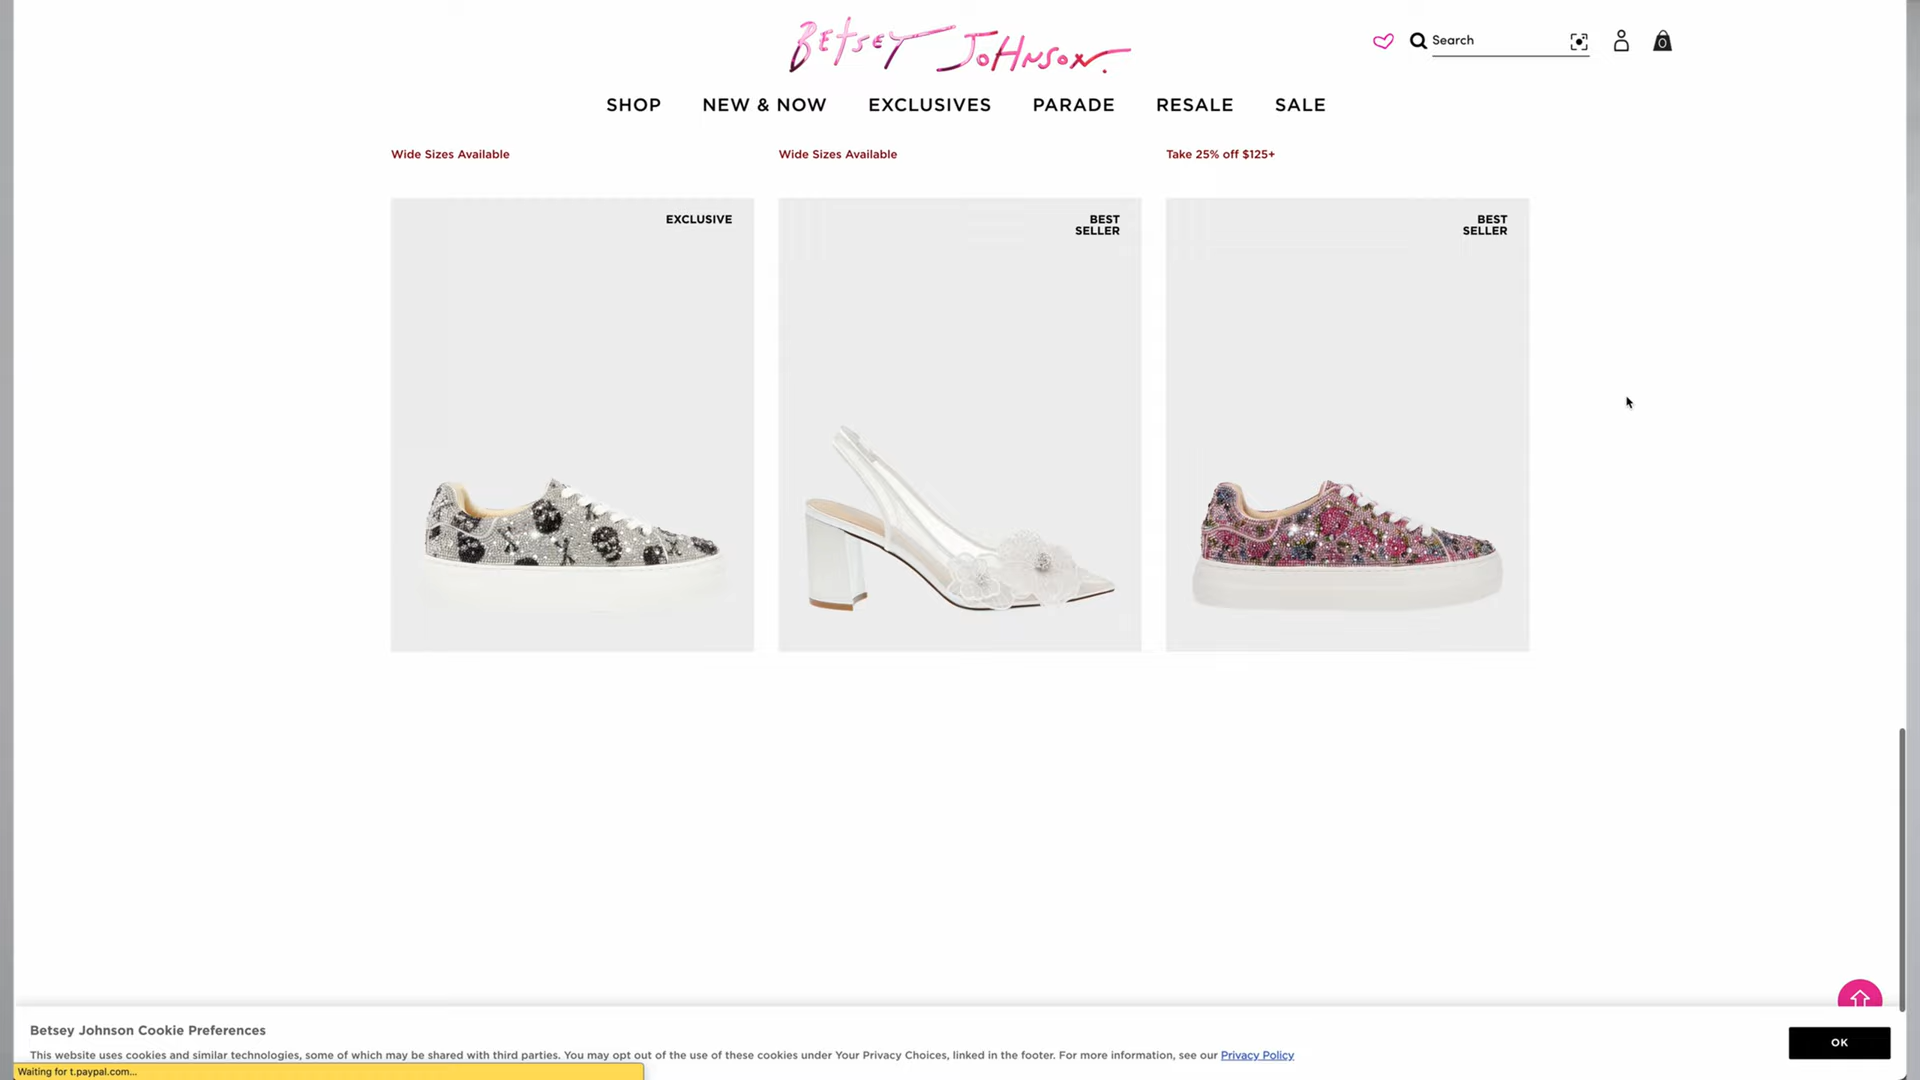 BETSEY JOHNSON.
Search
0
SHOP NEW & NOW EXCLUSIVES PARADE RESALE SALE
Wide Sizes Available
Wide Sizes Available
Take 25% off $125+
EXCLUSIVE
BEST
SELLER
BEST
SELLER
Betsey Johnson Cookie Preferences
This website uses cookies and similar technologies, some of which may be shared with third parties. You may opt out of the use of these cookies under Your Privacy Choices, linked in the footer. For more information, see our Privacy Policy
OK
Waiting for t.paypal.com...